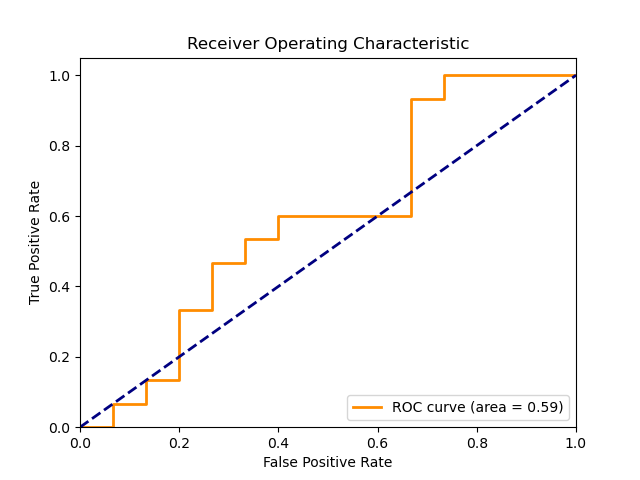 Receiver Operating Characteristic
True Positive Rate
1.0
0.8
0.6
0.4
0.2
0.0
ROC curve (area = 0.59)
0.0 0.2 0.4 0.6 0.8 1.0
False Positive Rate